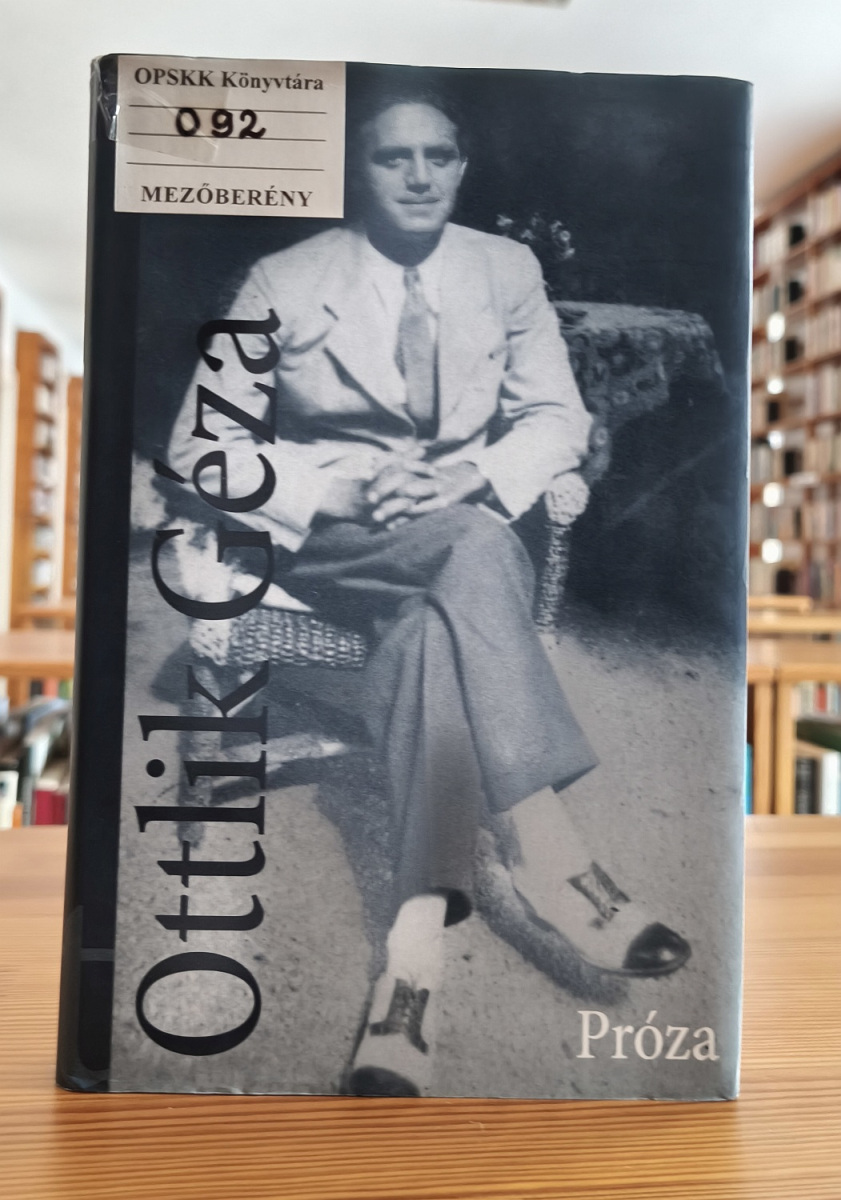 OPSKK Könyvtára
092
MEZŐBERÉNY
Ottlik Géza
Próza